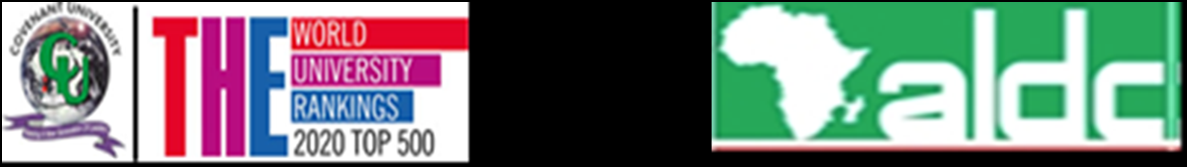 COVENANT UNIVERSITY
CU
THE
WORLD
UNIVERSITY
RANKINGS
2020 TOP 500
aldc